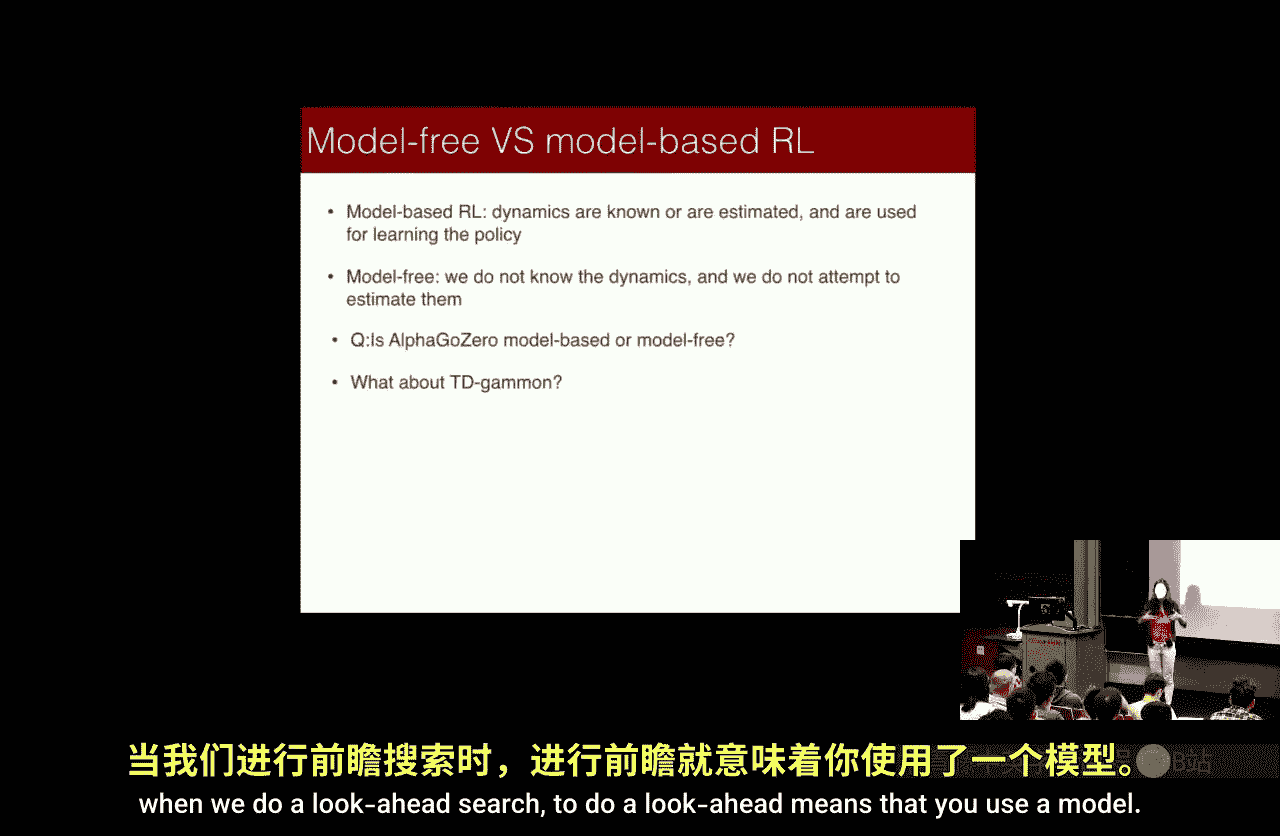 Model-free VS model-based RL
• Model-based RL: dynamics are known or are estimated, and are used
for learning the policy
• Model-free: we do not know the dynamics, and we do not attempt to
estimate them
• Q:Is AlphaGoZero model-based or model-free?
• What about TD-gammon?
当我们进行前瞻搜索时，进行前瞻就意味着你使用了一个模型。
B站
when we do a look-ahead search, to do a look-ahead means that you use a model.